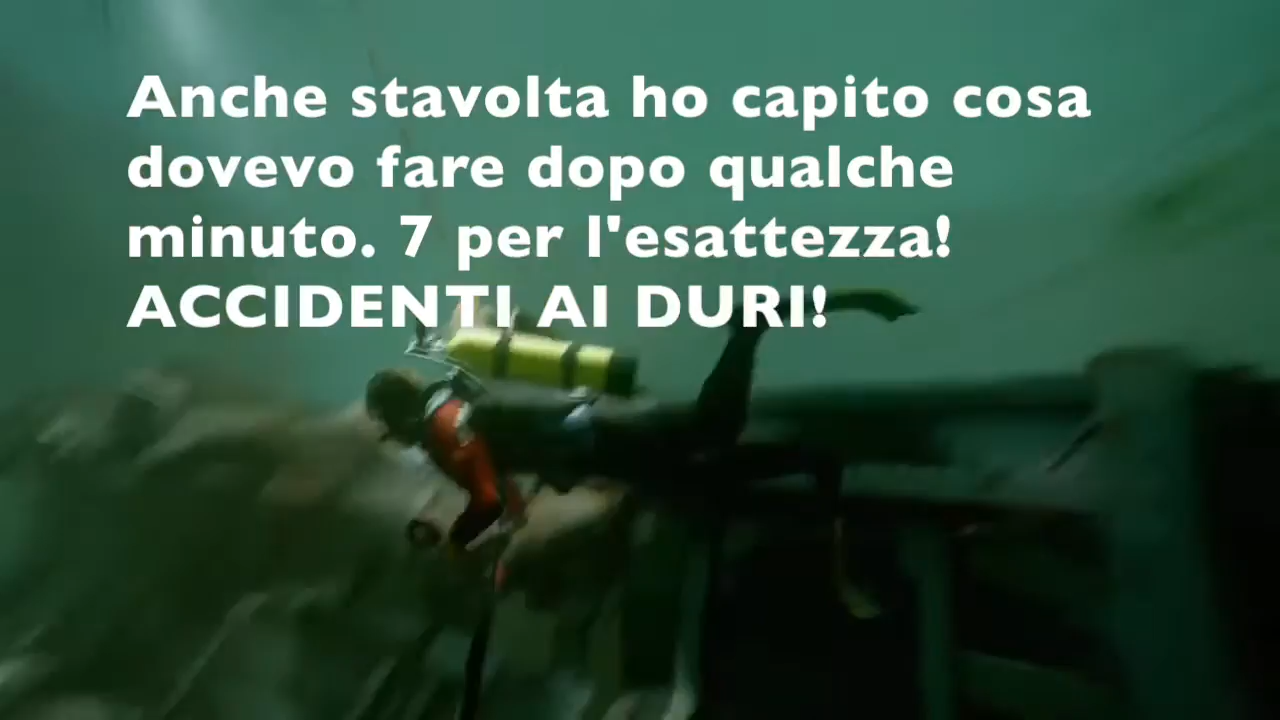 Anche stavolta ho capito cosa
dovevo fare dopo qualche
minuto. 7 per l'esattezza!
ACCIDENTI AI DURI!